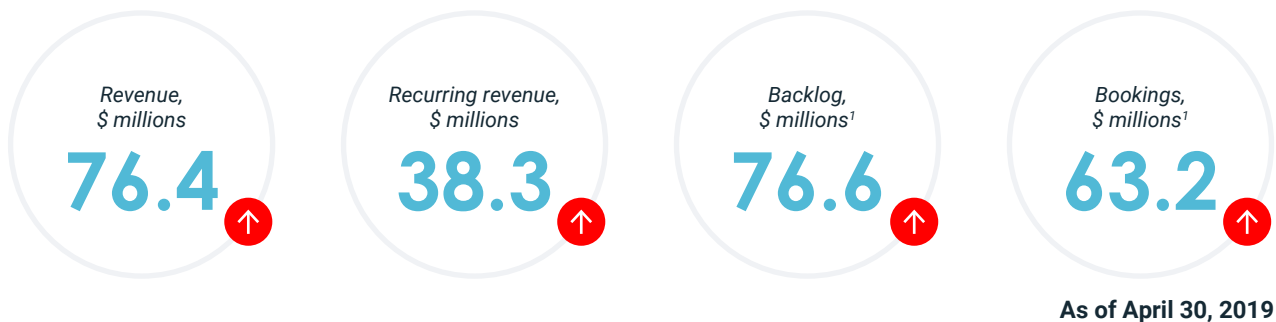 Revenue,
$ millions
76.4
Recurring revenue,
$ millions
38.3
Backlog,
$ millions¹
76.6
Bookings,
$ millions¹
63.2
As of April 30, 2019